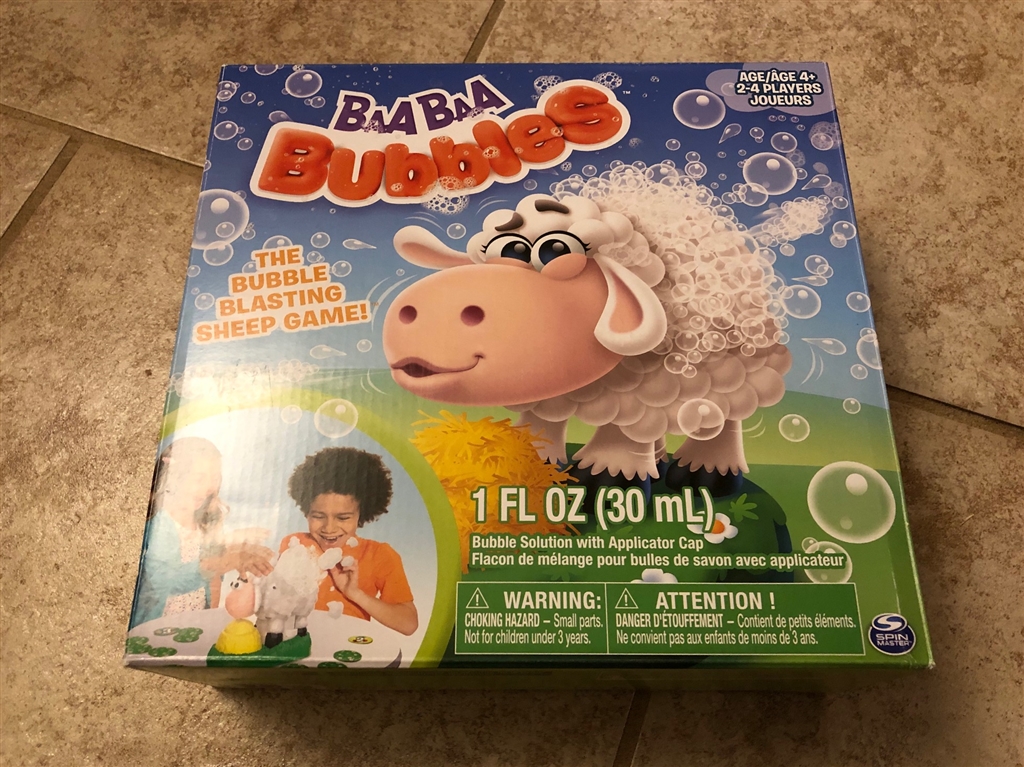 AGE/ÂGE 4+
2-4 PLAYERS
JOUEURS
BAA BAA
Bubbles™
THE
BUBBLE
BLASTING
SHEEP GAME!
1 FL OZ (30 mL)
Bubble Solution with Applicator Cap
Flacon de mélange pour bulles de savon avec applicateur
WARNING:
CHOKING HAZARD – Small parts.
Not for children under 3 years.
ATTENTION !
DANGER D'ÉTOUFFEMENT – Contient de petits éléments.
Ne convient pas aux enfants de moins de 3 ans.
SPIN
MASTER